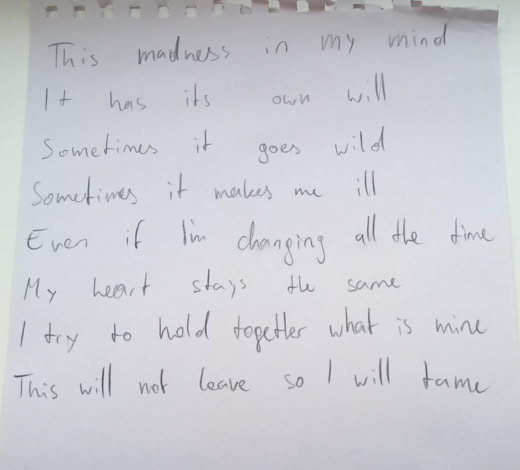 This madness in my mind
It has its own will
Sometimes it goes wild
Sometimes it makes me ill
Even if I'm changing all the time
My heart stays the same
I try to hold together what is mine
This will not leave so I will tame